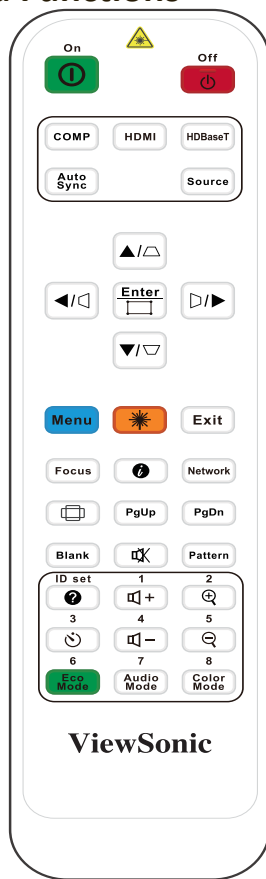 On
Off
COMP HDMI HDBaseT
Auto
Sync
Source
Enter
Menu Exit
Focus Network
PgUp PgDn
Blank Pattern
ID set 1 2
+
3 4 5
6 7 8
Eco
Mode
Audio
Mode
Color
Mode
ViewSonic